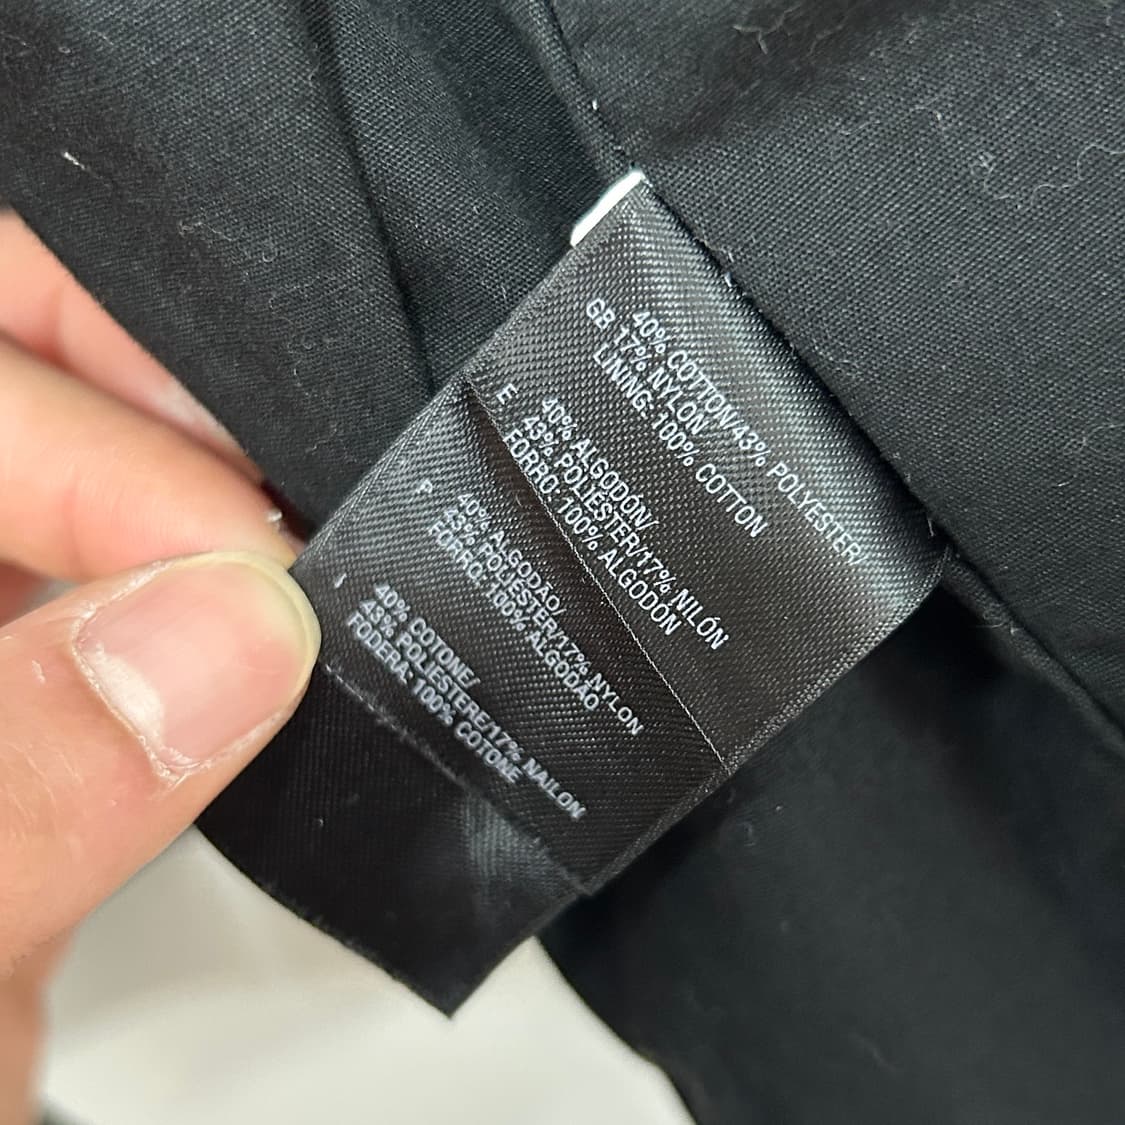 40% COTTON/43% POLYESTER/
GB 17% NYLON/
LINING: 100% COTTON
E 40% ALGODÓN/
43% POLIÉSTER/17% NILÓN
FORRO: 100% ALGODÓN
P 40% ALGODÃO/
43% POLIÉSTER/17% NYLON
FORRO: 100% ALGODÃO
I 40% COTONE/
43% POLIESTERE/17% NAILON
FODERA: 100% COTONE